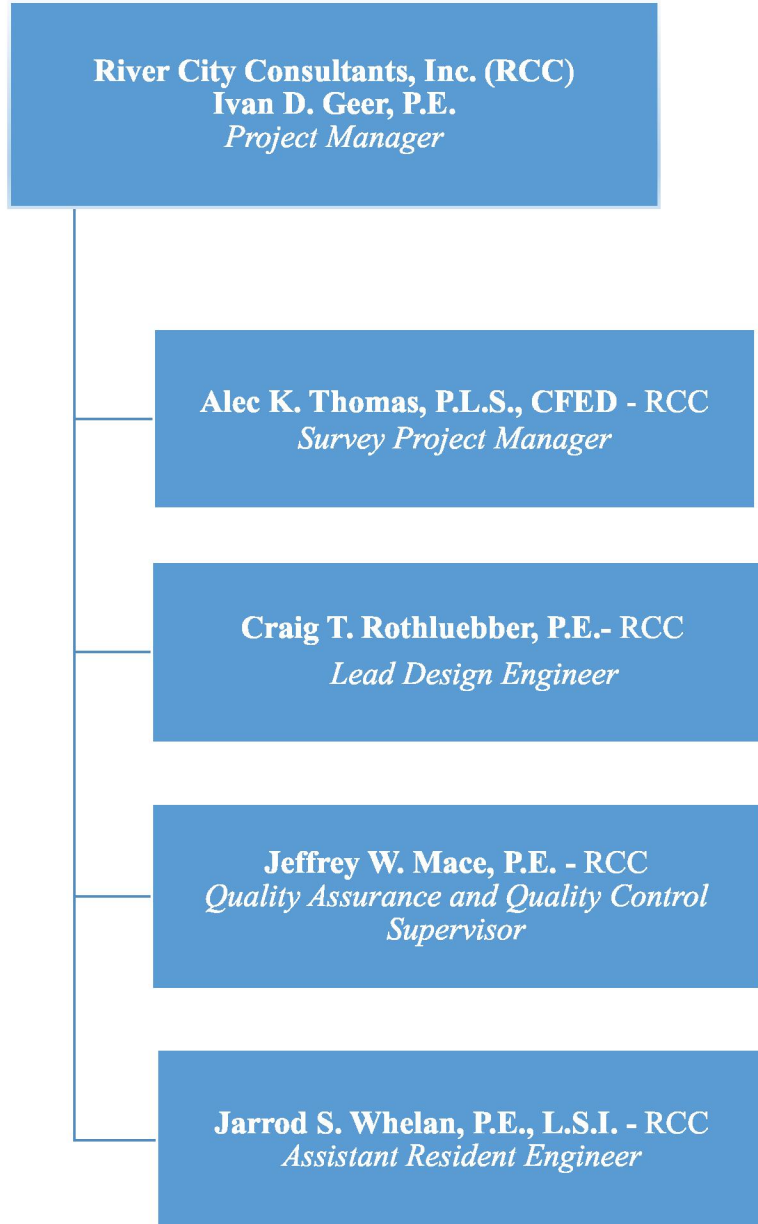 River City Consultants, Inc. (RCC)
Ivan D. Geer, P.E.
Project Manager
Alec K. Thomas, P.L.S., CFED - RCC
Survey Project Manager
Craig T. Rothluebber, P.E.- RCC
Lead Design Engineer
Jeffrey W. Mace, P.E. - RCC
Quality Assurance and Quality Control
Supervisor
Jarrod S. Whelan, P.E., L.S.I. - RCC
Assistant Resident Engineer